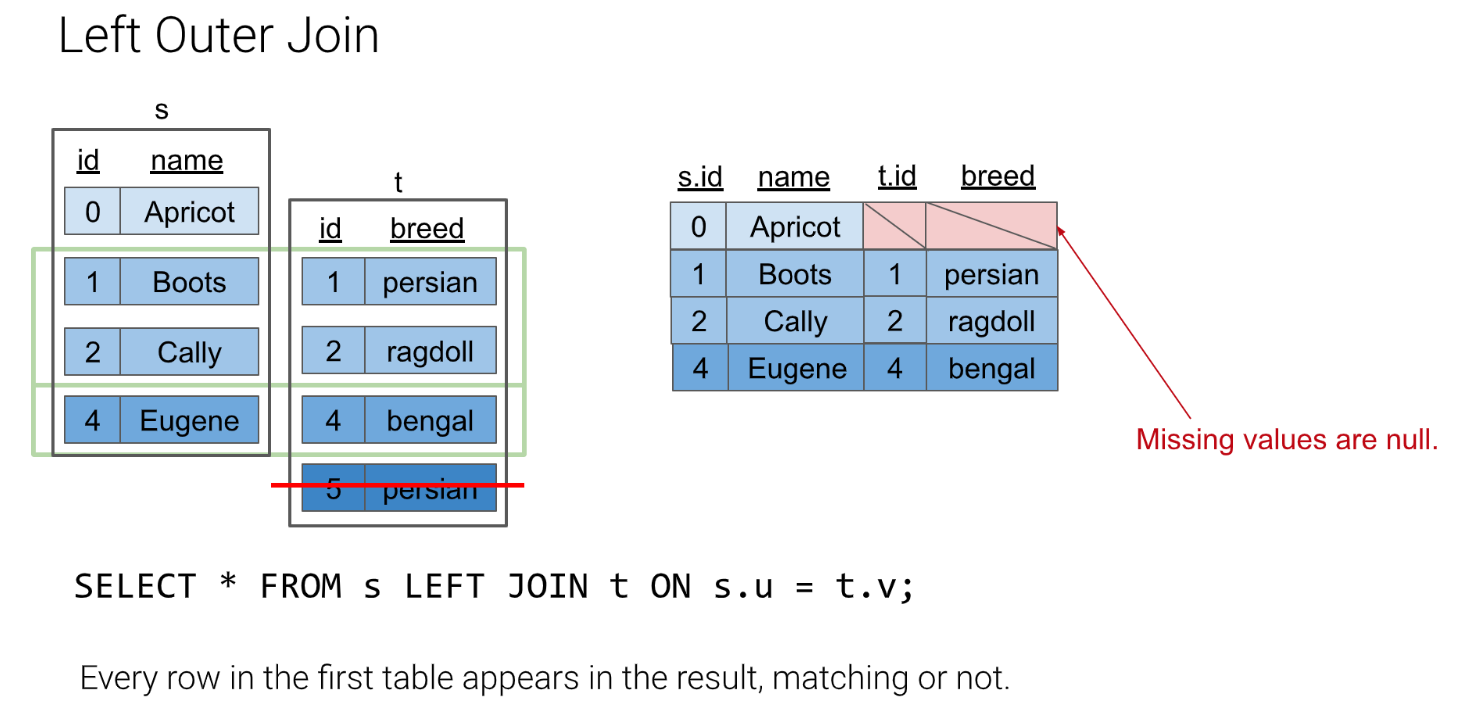 Left Outer Join
s
id name
0 Apricot
1 Boots
2 Cally
4 Eugene
t
id breed
1 persian
2 ragdoll
4 bengal
5 persian
s.id name t.id breed
0 Apricot
1 Boots 1 persian
2 Cally 2 ragdoll
4 Eugene 4 bengal
Missing values are null.
SELECT * FROM s LEFT JOIN t ON s.u = t.v;
Every row in the first table appears in the result, matching or not.